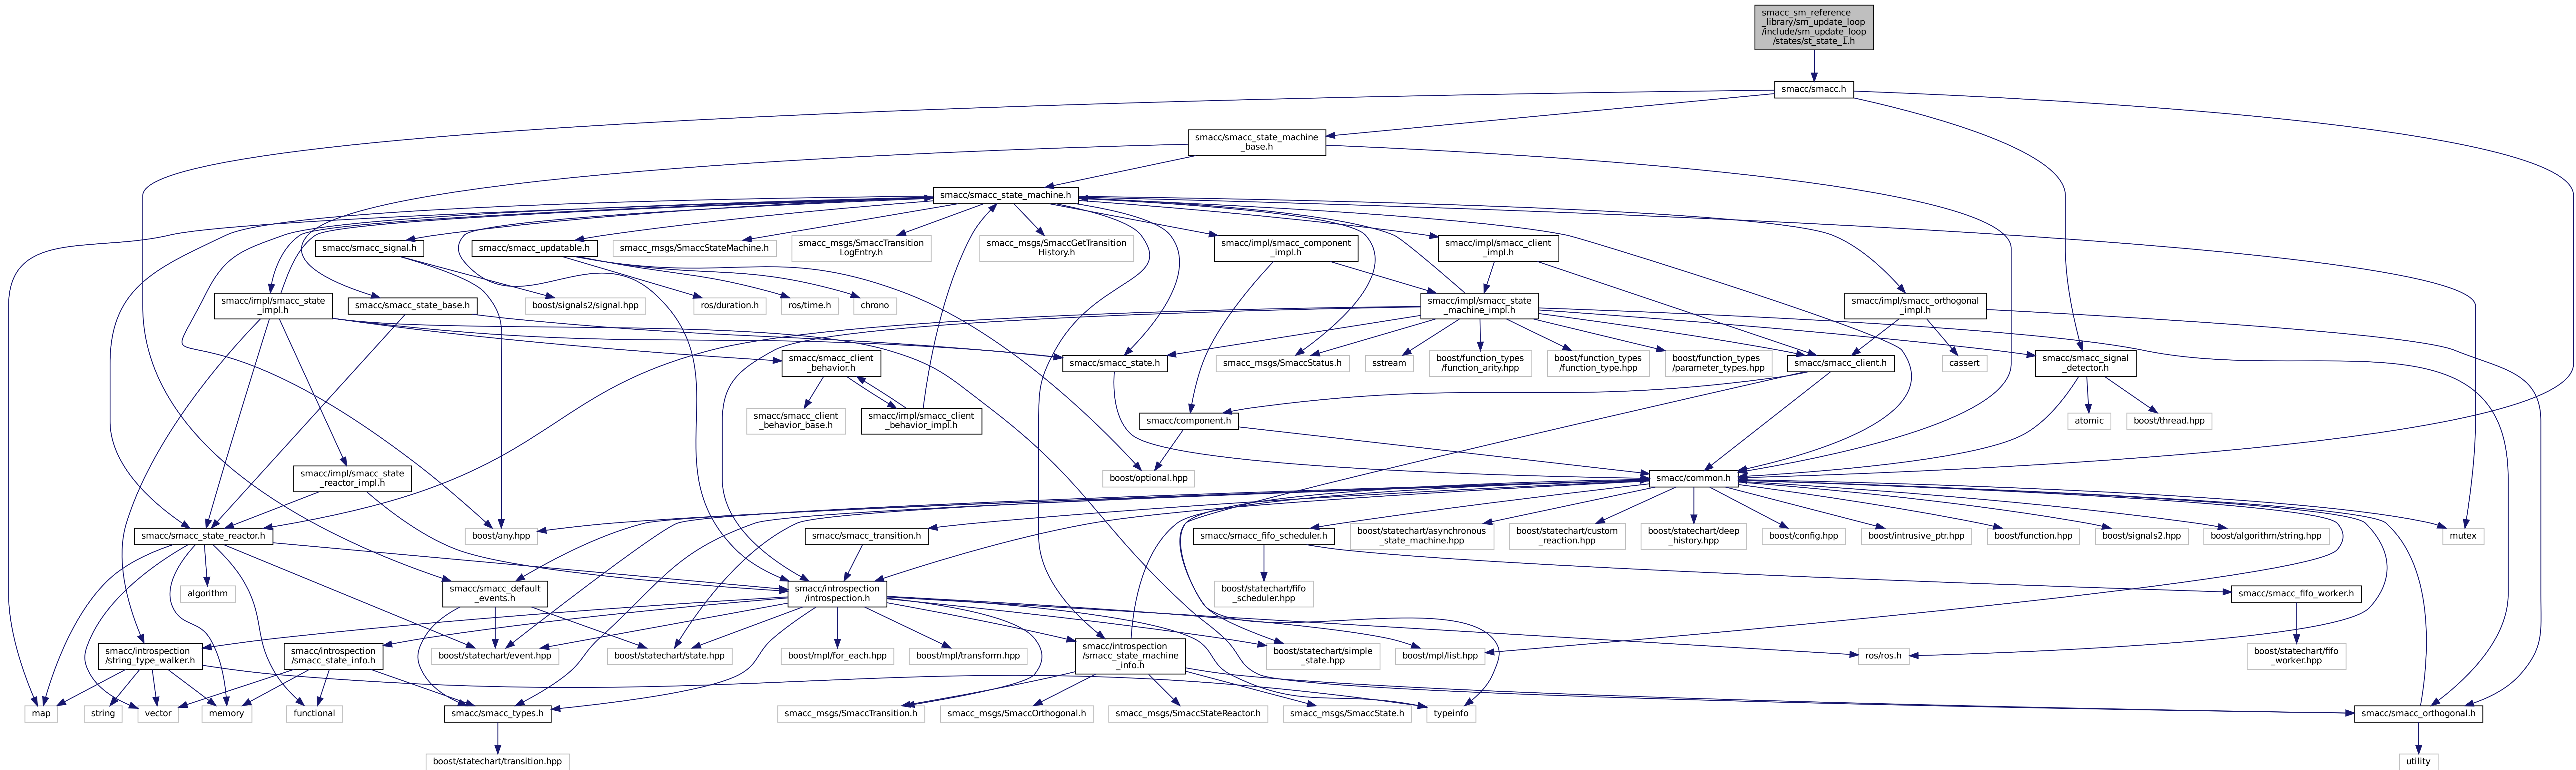 smacc_sm_reference
_library/sm_update_loop
/include/sm_update_loop
/states/st_state_1.h
smacc/smacc.h
smacc/smacc_state_machine
_base.h
smacc/smacc_state_machine.h
smacc/smacc_signal.h
smacc/smacc_updatable.h
smacc_msgs/SmaccStateMachine.h
smacc_msgs/SmaccTransition
LogEntry.h
smacc_msgs/SmaccGetTransition
History.h
smacc/impl/smacc_component
_impl.h
smacc/impl/smacc_client
_impl.h
smacc/impl/smacc_state
_impl.h
smacc/smacc_state_base.h
boost/signals2/signal.hpp
ros/duration.h
ros/time.h
chrono
smacc/impl/smacc_state
_machine_impl.h
smacc/impl/smacc_orthogonal
_impl.h
smacc/smacc_client
_behavior.h
smacc/smacc_state.h
smacc_msgs/SmaccStatus.h
sstream
boost/function_types
/function_arity.hpp
boost/function_types
/function_type.hpp
boost/function_types
/parameter_types.hpp
smacc/smacc_client.h
cassert
smacc/smacc_signal
_detector.h
smacc/smacc_client
_behavior_base.h
smacc/impl/smacc_client
_behavior_impl.h
smacc/component.h
atomic
boost/thread.hpp
smacc/impl/smacc_state
_reactor_impl.h
boost/optional.hpp
smacc/common.h
smacc/smacc_state_reactor.h
boost/any.hpp
smacc/smacc_transition.h
smacc/smacc_fifo_scheduler.h
boost/statechart/asynchronous
_state_machine.hpp
boost/statechart/custom
_reaction.hpp
boost/statechart/deep
_history.hpp
boost/config.hpp
boost/intrusive_ptr.hpp
boost/function.hpp
boost/signals2.hpp
boost/algorithm/string.hpp
mutex
algorithm
smacc/smacc_default
_events.h
smacc/introspection
/introspection.h
boost/statechart/fifo
_scheduler.hpp
smacc/smacc_fifo_worker.h
smacc/introspection
/string_type_walker.h
smacc/introspection
/smacc_state_info.h
boost/statechart/event.hpp
boost/statechart/state.hpp
boost/mpl/for_each.hpp
boost/mpl/transform.hpp
smacc/introspection
/smacc_state_machine
_info.h
boost/statechart/simple
_state.hpp
boost/mpl/list.hpp
ros/ros.h
boost/statechart/fifo
_worker.hpp
map
string
vector
memory
functional
smacc/smacc_types.h
smacc_msgs/SmaccTransition.h
smacc_msgs/SmaccOrthogonal.h
smacc_msgs/SmaccStateReactor.h
smacc_msgs/SmaccState.h
typeinfo
smacc/smacc_orthogonal.h
boost/statechart/transition.hpp
utility